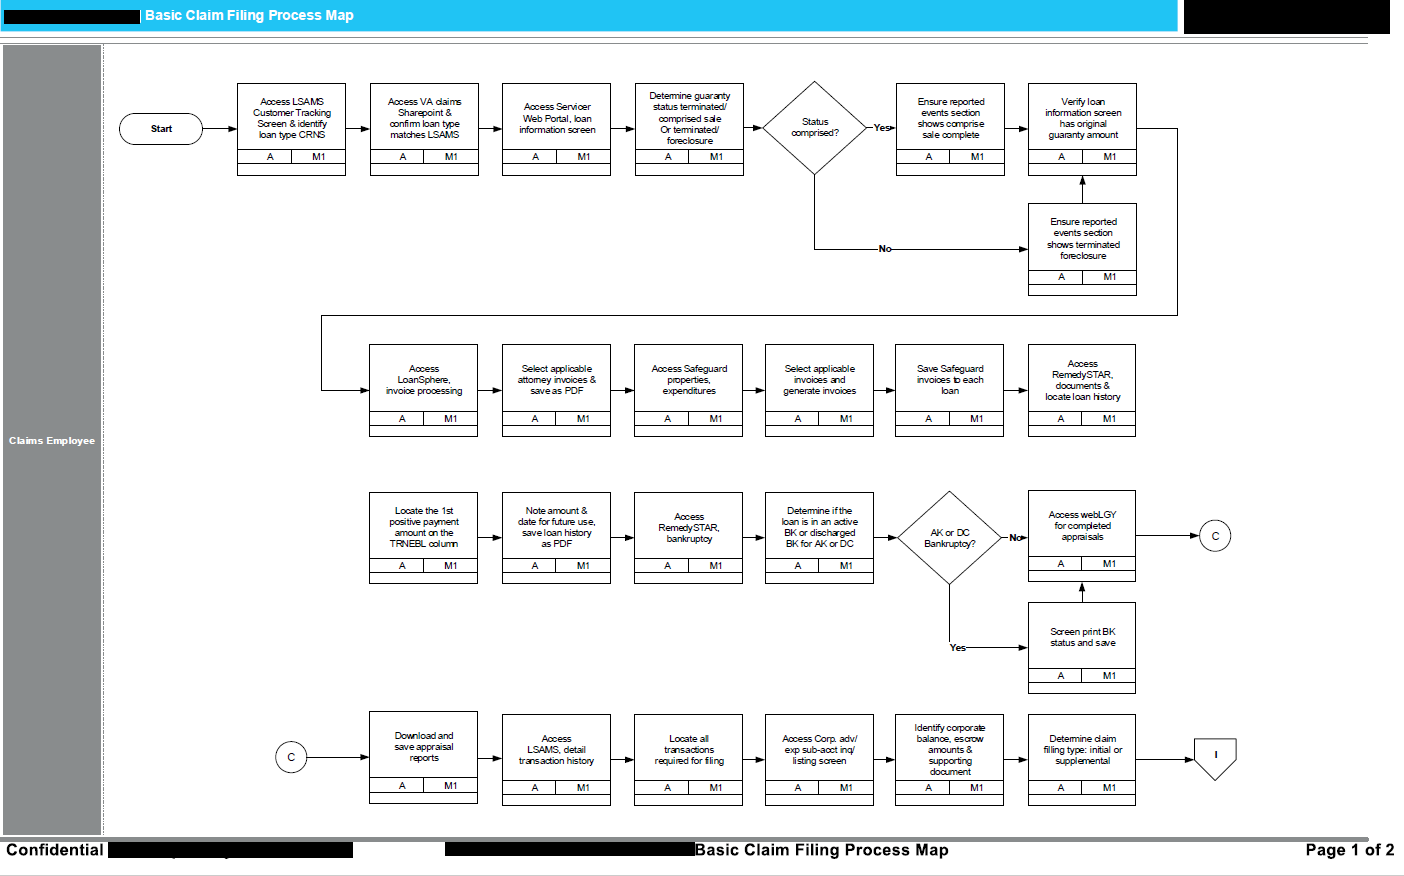 Basic Claim Filing Process Map
Start
Access LSAMS
Customer Tracking
Screen & identify
loan type CRNS
A M1
Access VA claims
Sharepoint &
confirm loan type
matches LSAMS
A M1
Access Servicer
Web Portal, loan
information screen
A M1
Determine guaranty
status terminated/
comprised sale
Or terminated/
foreclosure
A M1
Status
comprised?
Yes
Ensure reported
events section
shows comprise
sale complete
A M1
Verify loan
information screen
has original
guaranty amount
A M1
No
Ensure reported
events section
shows terminated
foreclosure
A M1
Access
LoanSphere,
invoice processing
A M1
Select applicable
attorney invoices &
save as PDF
A M1
Access Safeguard
properties,
expenditures
A M1
Select applicable
invoices and
generate invoices
A M1
Save Safeguard
invoices to each
loan
A M1
Access
RemedySTAR,
documents &
locate loan history
A M1
Claims Employee
Locate the 1st
positive payment
amount on the
TRNEBL column
A M1
Note amount &
date for future use,
save loan history
as PDF
A M1
Access
RemedySTAR,
bankruptcy
A M1
Determine if the
loan is in an active
BK or discharged
BK for AK or DC
A M1
AK or DC
Bankruptcy?
No
Access webLGY
for completed
appraisals
A M1
C
Yes
Screen print BK
status and save
A M1
C
Download and
save appraisal
reports
A M1
Access
LSAMS, detail
transaction history
A M1
Locate all
transactions
required for filing
A M1
Access Corp. adv/
exp sub-acct inq/
listing screen
A M1
Identify corporate
balance, escrow
amounts &
supporting
document
A M1
Determine claim
filling type: initial or
supplemental
A M1
I
Confidential
Basic Claim Filing Process Map
Page 1 of 2